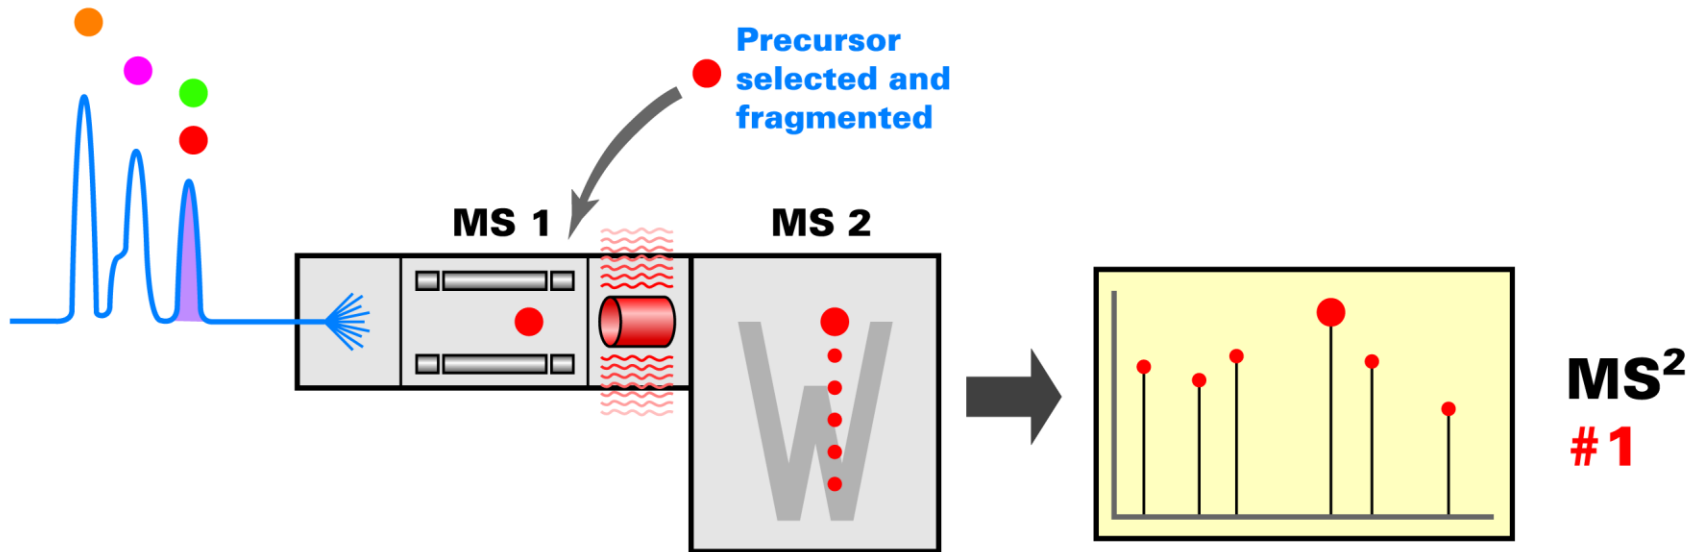 Precursor
selected and
fragmented
MS 1
MS 2
W
MS²
#1